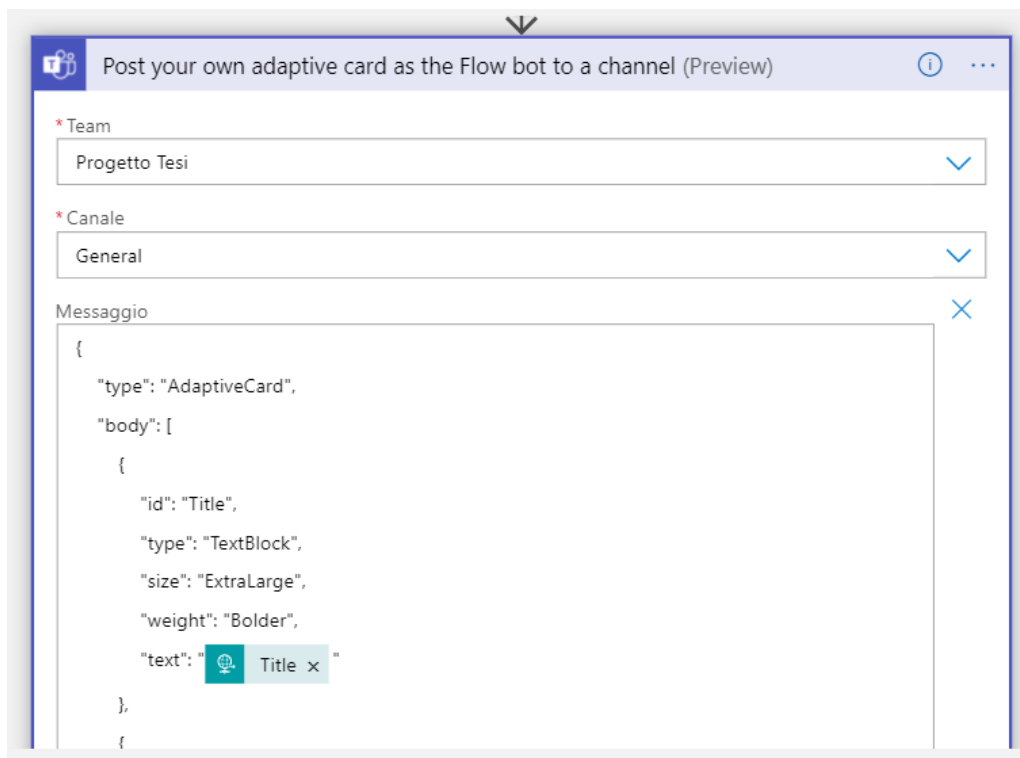 Post your own adaptive card as the Flow bot to a channel (Preview)
* Team
Progetto Tesi
* Canale
General
Messaggio
{
"type": "AdaptiveCard",
"body": [
{
"id": "Title",
"type": "TextBlock",
"size": "ExtraLarge",
"weight": "Bolder",
"text": " Title × "
},
{